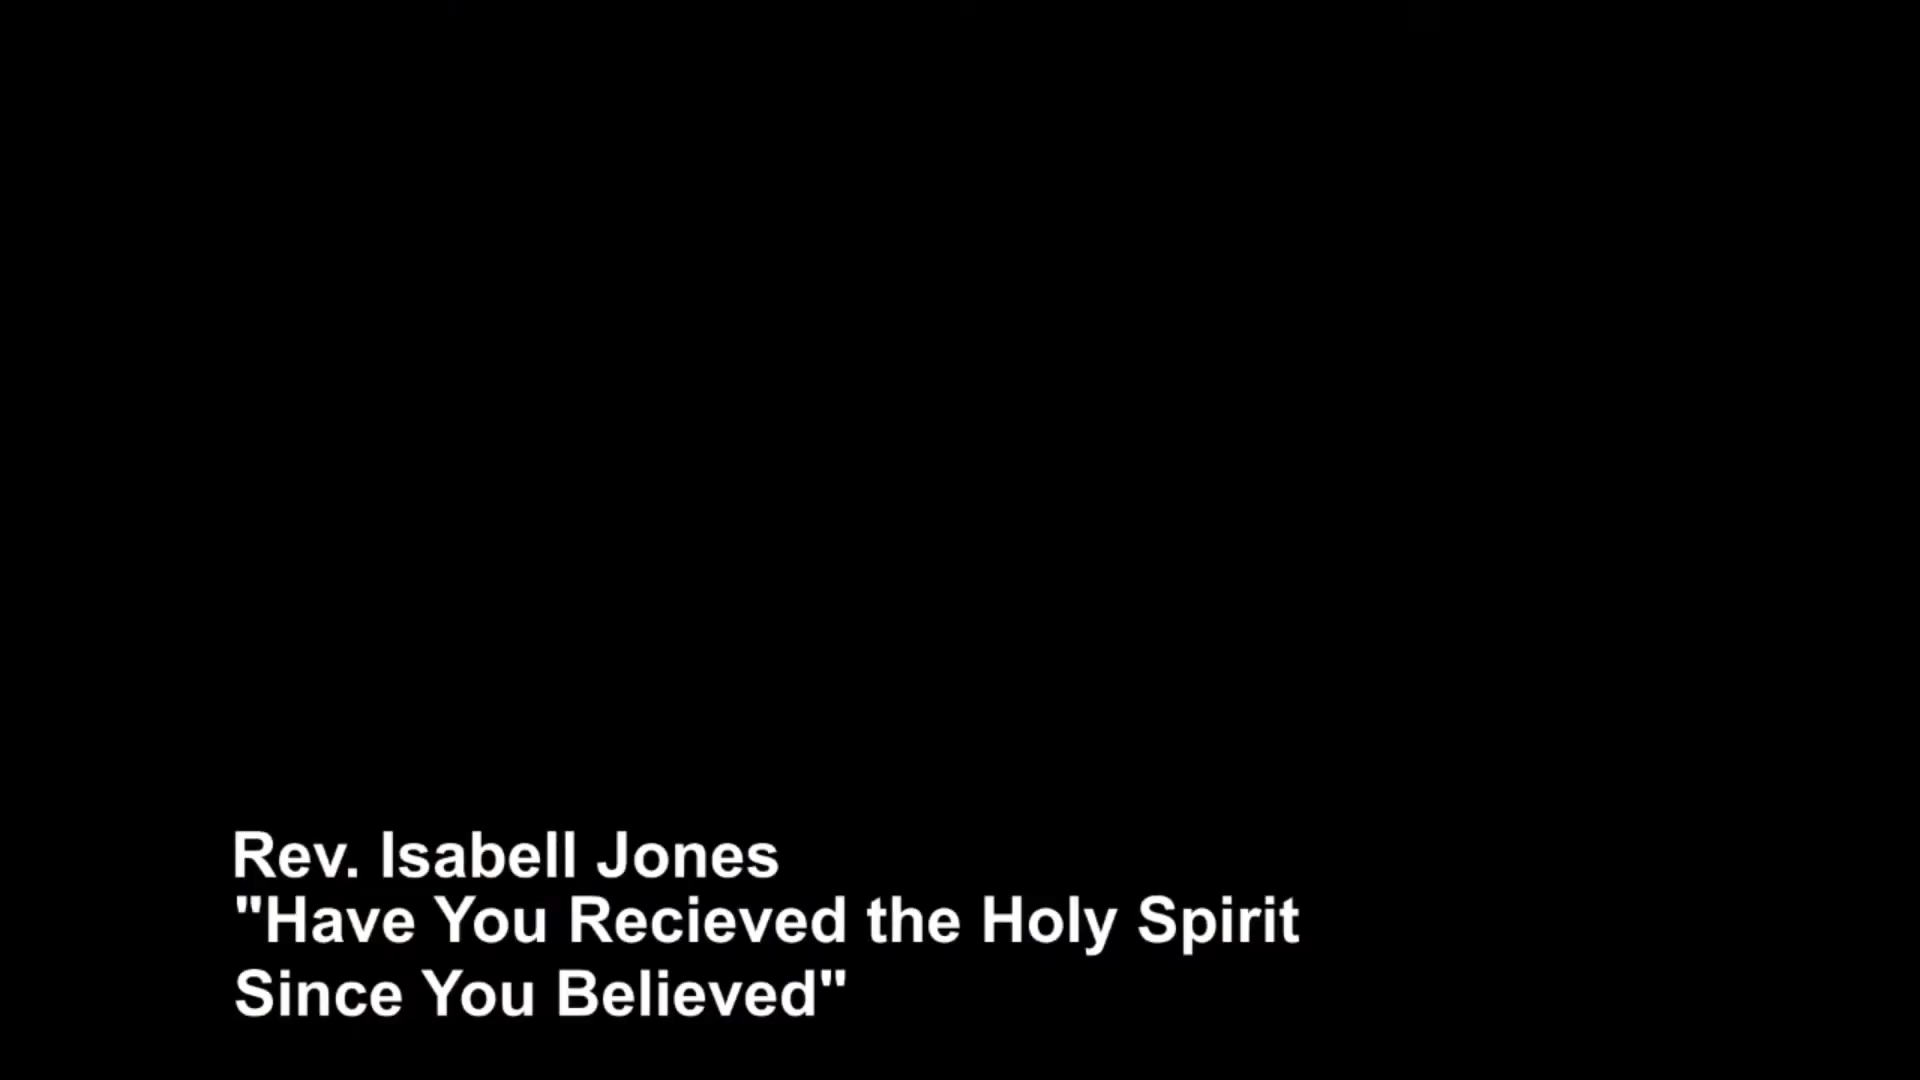 Rev. Isabell Jones
"Have You Recieved the Holy Spirit
Since You Believed"